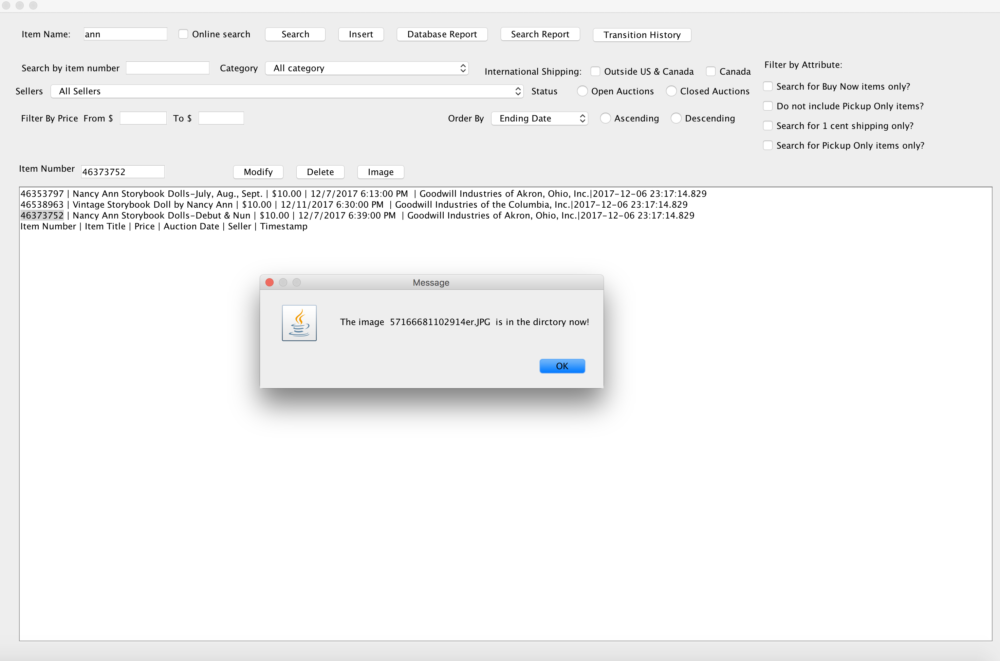 Item Name: ann Online search Search Insert Database Report Search Report Transition History
Search by item number Category All category International Shipping: Outside US & Canada Canada Filter by Attribute:
Sellers All Sellers Status Open Auctions Closed Auctions Search for Buy Now items only?
Do not include Pickup Only items?
Filter By Price From $ To $ Order By Ending Date Ascending Descending Search for 1 cent shipping only?
Search for Pickup Only items only?
Item Number 46373752 Modify Delete Image
46353797 | Nancy Ann Storybook Dolls-July, Aug., Sept. | $10.00 | 12/7/2017 6:13:00 PM | Goodwill Industries of Akron, Ohio, Inc.|2017-12-06 23:17:14.829
46538963 | Vintage Storybook Doll by Nancy Ann | $10.00 | 12/11/2017 6:30:00 PM | Goodwill Industries of the Columbia, Inc.|2017-12-06 23:17:14.829
46373752 | Nancy Ann Storybook Dolls-Debut & Nun | $10.00 | 12/7/2017 6:39:00 PM | Goodwill Industries of Akron, Ohio, Inc.|2017-12-06 23:17:14.829
Item Number | Item Title | Price | Auction Date | Seller | Timestamp
Message
The image 57166681102914er.JPG is in the dirctory now!
OK